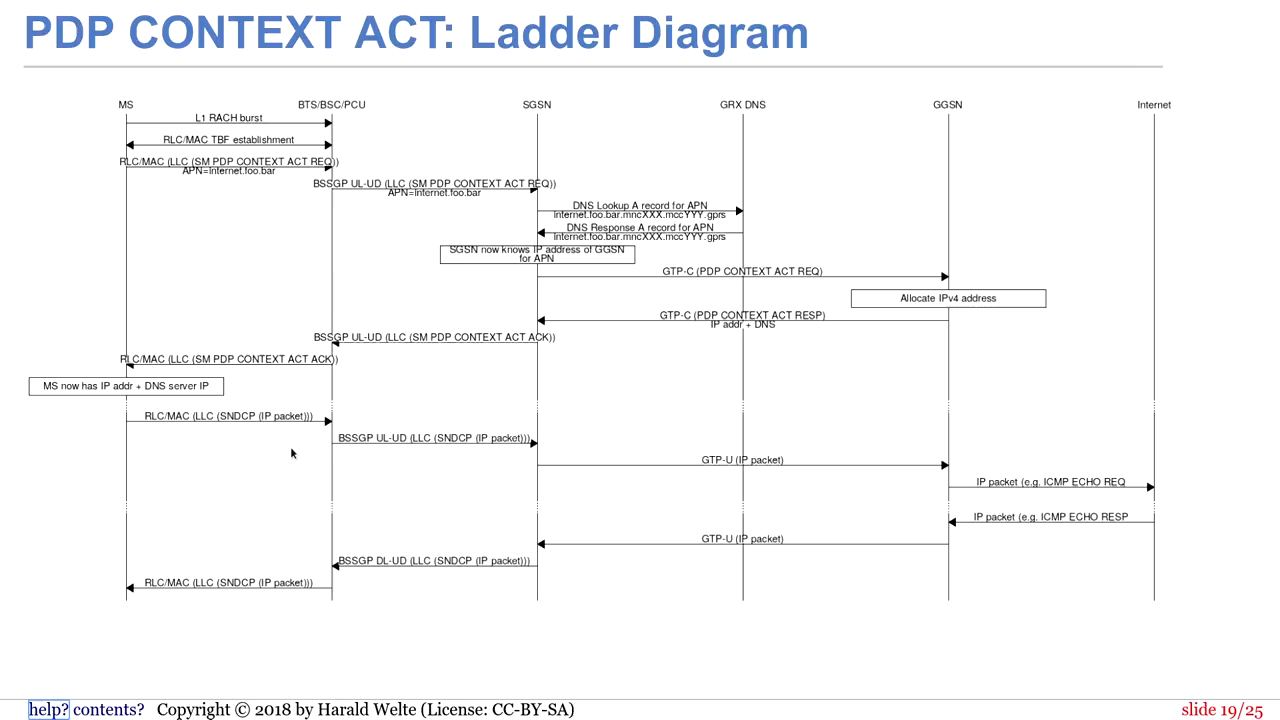 PDP CONTEXT ACT: Ladder Diagram
MS
BTS/BSC/PCU
SGSN
GRX DNS
GGSN
Internet
L1 RACH burst
RLC/MAC TBF establishment
RLC/MAC (LLC (SM PDP CONTEXT ACT REQ))
APN=internet.foo.bar
BSSGP UL-UD (LLC (SM PDP CONTEXT ACT REQ))
APN=internet.foo.bar
DNS Lookup A record for APN
internet.foo.bar.mncXXX.mccYYY.gprs
DNS Response A record for APN
internet.foo.bar.mncXXX.mccYYY.gprs
SGSN now knows IP address of GGSN
for APN
GTP-C (PDP CONTEXT ACT REQ)
Allocate IPv4 address
GTP-C (PDP CONTEXT ACT RESP)
IP addr + DNS
BSSGP UL-UD (LLC (SM PDP CONTEXT ACT ACK))
RLC/MAC (LLC (SM PDP CONTEXT ACT ACK))
MS now has IP addr + DNS server IP
RLC/MAC (LLC (SNDCP (IP packet)))
BSSGP UL-UD (LLC (SNDCP (IP packet)))
GTP-U (IP packet)
IP packet (e.g. ICMP ECHO REQ
IP packet (e.g. ICMP ECHO RESP
GTP-U (IP packet)
BSSGP DL-UD (LLC (SNDCP (IP packet)))
RLC/MAC (LLC (SNDCP (IP packet)))
help? contents? Copyright © 2018 by Harald Welte (License: CC-BY-SA)
slide 19/25